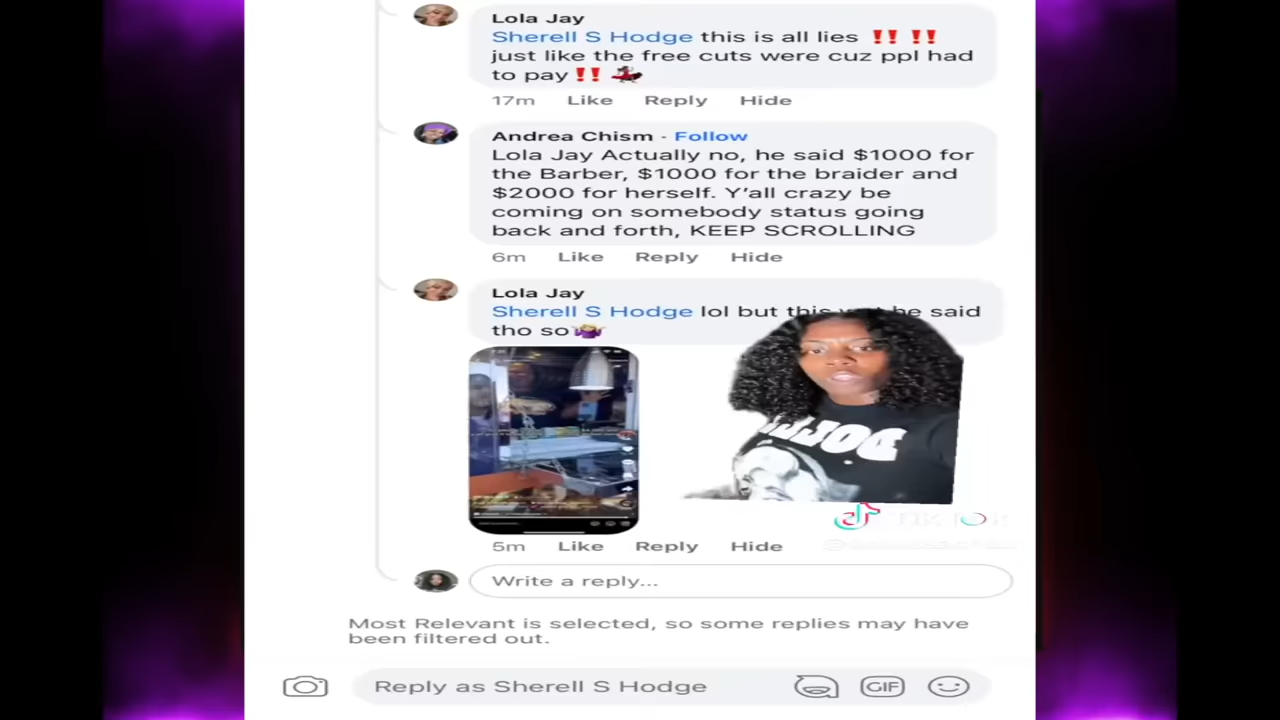 Lola Jay
Sherell S Hodge this is all lies ‼️ ‼️
just like the free cuts were cuz ppl had
to pay‼️ 💃🏿
17m Like Reply Hide
Andrea Chism · Follow
Lola Jay Actually no, he said $1000 for
the Barber, $1000 for the braider and
$2000 for herself. Y'all crazy be
coming on somebody status going
back and forth, KEEP SCROLLING
6m Like Reply Hide
Lola Jay
Sherell S Hodge lol but this he said
tho so🤷🏼‍♀️
DOLL
TikTok
5m Like Reply Hide
Write a reply...
Most Relevant is selected, so some replies may have
been filtered out.
Reply as Sherell S Hodge
GIF